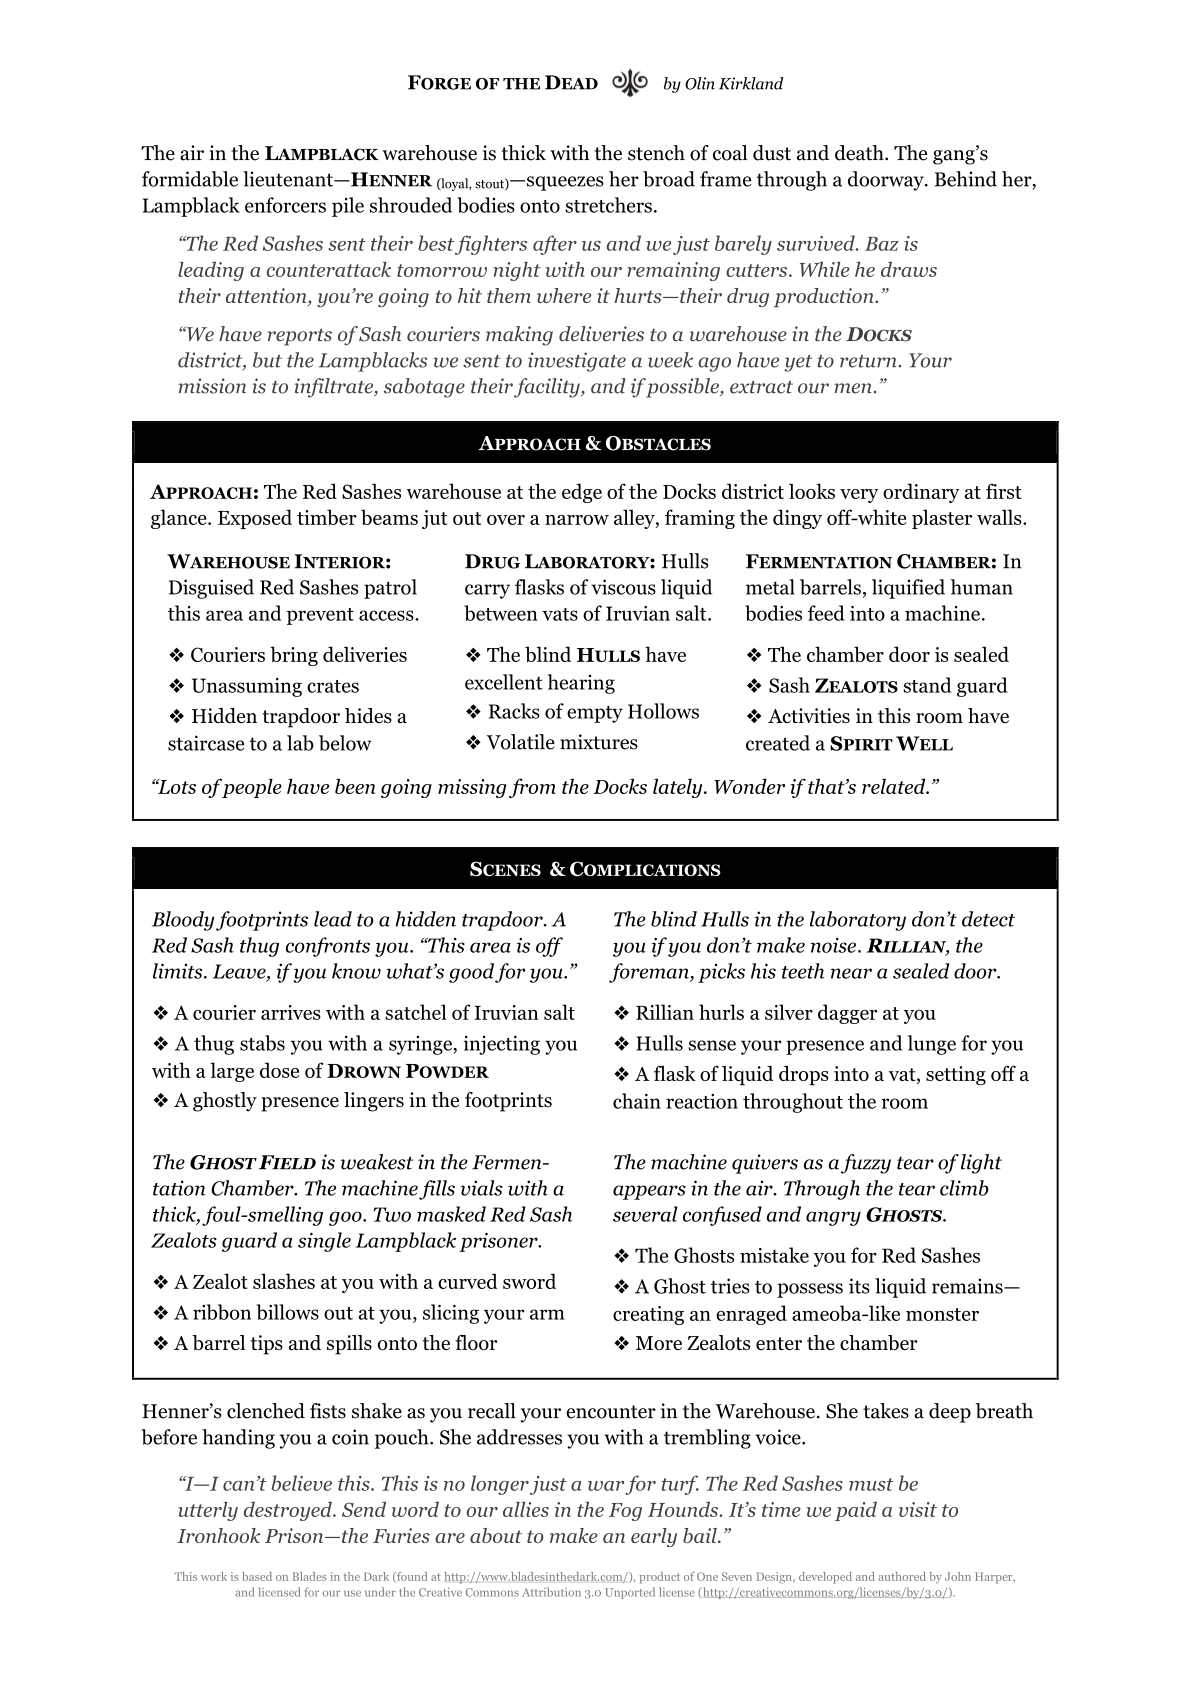 FORGE OF THE DEAD by Olin Kirkland
The air in the LAMPBLACK warehouse is thick with the stench of coal dust and death. The gang’s
formidable lieutenant—HENNER (loyal, stout)—squeezes her broad frame through a doorway. Behind her,
Lampblack enforcers pile shrouded bodies onto stretchers.
“The Red Sashes sent their best fighters after us and we just barely survived. Baz is
leading a counterattack tomorrow night with our remaining cutters. While he draws
their attention, you’re going to hit them where it hurts—their drug production.”
“We have reports of Sash couriers making deliveries to a warehouse in the DOCKS
district, but the Lampblacks we sent to investigate a week ago have yet to return. Your
mission is to infiltrate, sabotage their facility, and if possible, extract our men.”
APPROACH & OBSTACLES
APPROACH: The Red Sashes warehouse at the edge of the Docks district looks very ordinary at first
glance. Exposed timber beams jut out over a narrow alley, framing the dingy off-white plaster walls.
WAREHOUSE INTERIOR:
Disguised Red Sashes patrol
this area and prevent access.
❖ Couriers bring deliveries
❖ Unassuming crates
❖ Hidden trapdoor hides a
staircase to a lab below
DRUG LABORATORY: Hulls
carry flasks of viscous liquid
between vats of Iruvian salt.
❖ The blind HULLS have
excellent hearing
❖ Racks of empty Hollows
❖ Volatile mixtures
FERMENTATION CHAMBER: In
metal barrels, liquified human
bodies feed into a machine.
❖ The chamber door is sealed
❖ Sash ZEALOTS stand guard
❖ Activities in this room have
created a SPIRIT WELL
“Lots of people have been going missing from the Docks lately. Wonder if that’s related.”
SCENES & COMPLICATIONS
Bloody footprints lead to a hidden trapdoor. A
Red Sash thug confronts you. “This area is off
limits. Leave, if you know what’s good for you.”
❖ A courier arrives with a satchel of Iruvian salt
❖ A thug stabs you with a syringe, injecting you
with a large dose of DROWN POWDER
❖ A ghostly presence lingers in the footprints
The blind Hulls in the laboratory don’t detect
you if you don’t make noise. RILLIAN, the
foreman, picks his teeth near a sealed door.
❖ Rillian hurls a silver dagger at you
❖ Hulls sense your presence and lunge for you
❖ A flask of liquid drops into a vat, setting off a
chain reaction throughout the room
The GHOST FIELD is weakest in the Fermen-
tation Chamber. The machine fills vials with a
thick, foul-smelling goo. Two masked Red Sash
Zealots guard a single Lampblack prisoner.
❖ A Zealot slashes at you with a curved sword
❖ A ribbon billows out at you, slicing your arm
❖ A barrel tips and spills onto the floor
The machine quivers as a fuzzy tear of light
appears in the air. Through the tear climb
several confused and angry GHOSTS.
❖ The Ghosts mistake you for Red Sashes
❖ A Ghost tries to possess its liquid remains—
creating an enraged ameoba-like monster
❖ More Zealots enter the chamber
Henner’s clenched fists shake as you recall your encounter in the Warehouse. She takes a deep breath
before handing you a coin pouch. She addresses you with a trembling voice.
“I—I can’t believe this. This is no longer just a war for turf. The Red Sashes must be
utterly destroyed. Send word to our allies in the Fog Hounds. It’s time we paid a visit to
Ironhook Prison—the Furies are about to make an early bail.”
This work is based on Blades in the Dark (found at http://www.bladesinthedark.com/), product of One Seven Design, developed and authored by John Harper,
and licensed for our use under the Creative Commons Attribution 3.0 Unported license (http://creativecommons.org/licenses/by/3.0/).